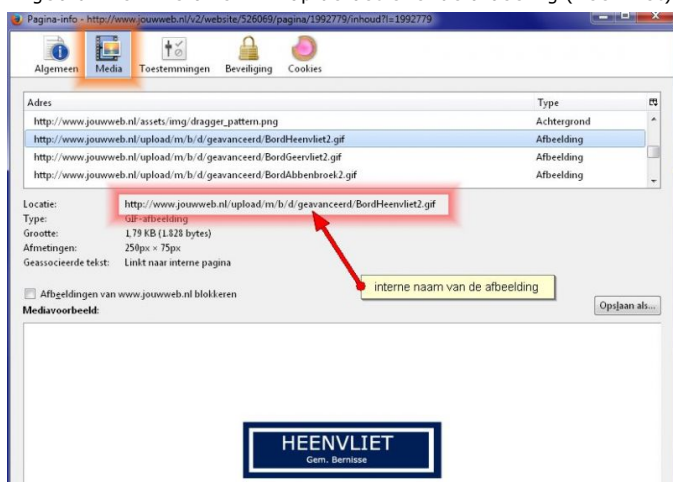 Pagina-info - http://www.jouwweb.nl/v2/website/526069/pagina/1992779/inhoud?l=1992779
Algemeen Media Toestemmingen Beveiliging Cookies
Adres Type
http://www.jouwweb.nl/assets/img/dragger_pattern.png Achtergrond
http://www.jouwweb.nl/upload/m/b/d/geavanceerd/BordHeenvliet2.gif Afbeelding
http://www.jouwweb.nl/upload/m/b/d/geavanceerd/BordGeervliet2.gif Afbeelding
http://www.jouwweb.nl/upload/m/b/d/geavanceerd/BordAbbenbroek2.gif Afbeelding
Locatie: http://www.jouwweb.nl/upload/m/b/d/geavanceerd/BordHeenvliet2.gif
Type: GIF-afbeelding
Grootte: 1,79 KB (1.828 bytes)
Afmetingen: 250px × 75px
Geassocieerde tekst: Linkt naar interne pagina
interne naam van de afbeelding
Afbeeldingen van www.jouwweb.nl blokkeren
Opslaan als...
Mediavoorbeeld:
HEENVLIET
Gem. Bernisse